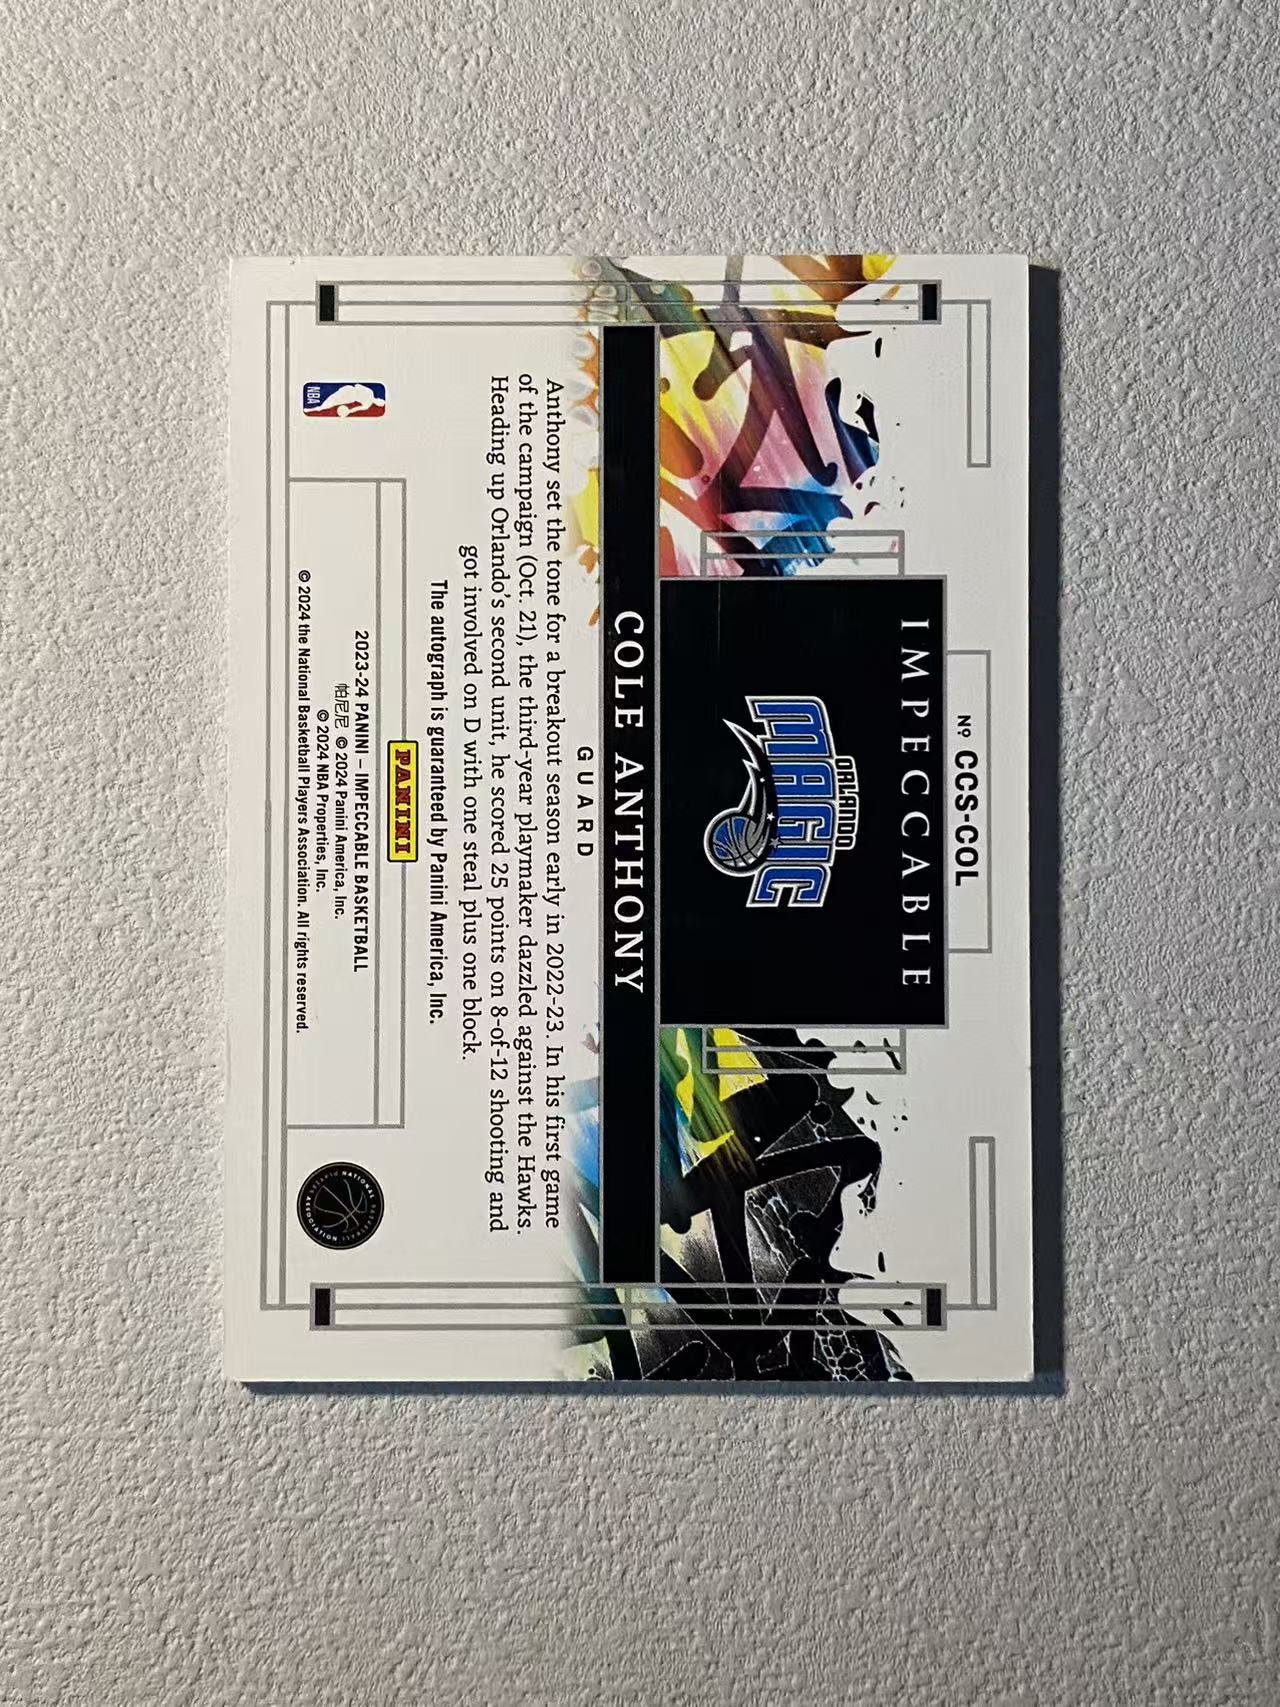 Nº CCS-COL
IMPECCABLE
ORLANDO
MAGIC
COLE ANTHONY
GUARD
Anthony set the tone for a breakout season early in 2022-23. In his first game
of the campaign (Oct. 21), the third-year playmaker dazzled against the Hawks.
Heading up Orlando's second unit, he scored 25 points on 8-of-12 shooting and
got involved on D with one steal plus one block.
The autograph is guaranteed by Panini America, Inc.
PANINI
2023-24 PANINI – IMPECCABLE BASKETBALL
帕尼尼 © 2024 Panini America, Inc.
© 2024 NBA Properties, Inc.
© 2024 the National Basketball Players Association. All rights reserved.
NBA
NATIONAL BASKETBALL
ASSOCIATION